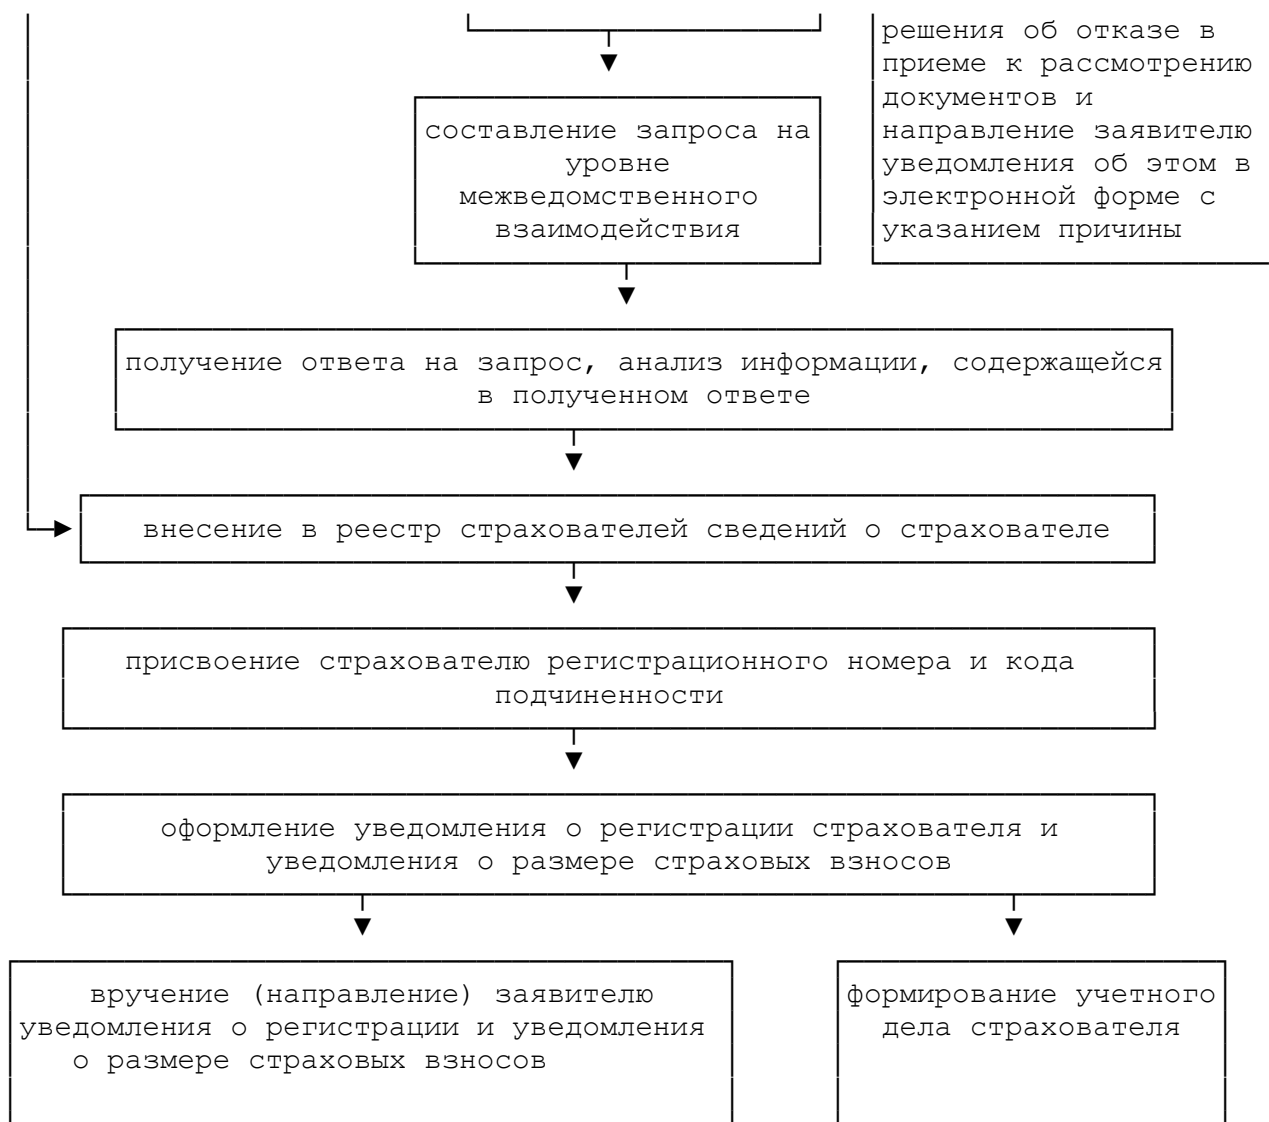 решения об отказе в
приеме к рассмотрению
документов и
направление заявителю
уведомления об этом в
электронной форме с
указанием причины
составление запроса на
уровне
межведомственного
взаимодействия
получение ответа на запрос, анализ информации, содержащейся
в полученном ответе
внесение в реестр страхователей сведений о страхователе
присвоение страхователю регистрационного номера и кода
подчиненности
оформление уведомления о регистрации страхователя и
уведомления о размере страховых взносов
вручение (направление) заявителю
уведомления о регистрации и уведомления
о размере страховых взносов
формирование учетного
дела страхователя